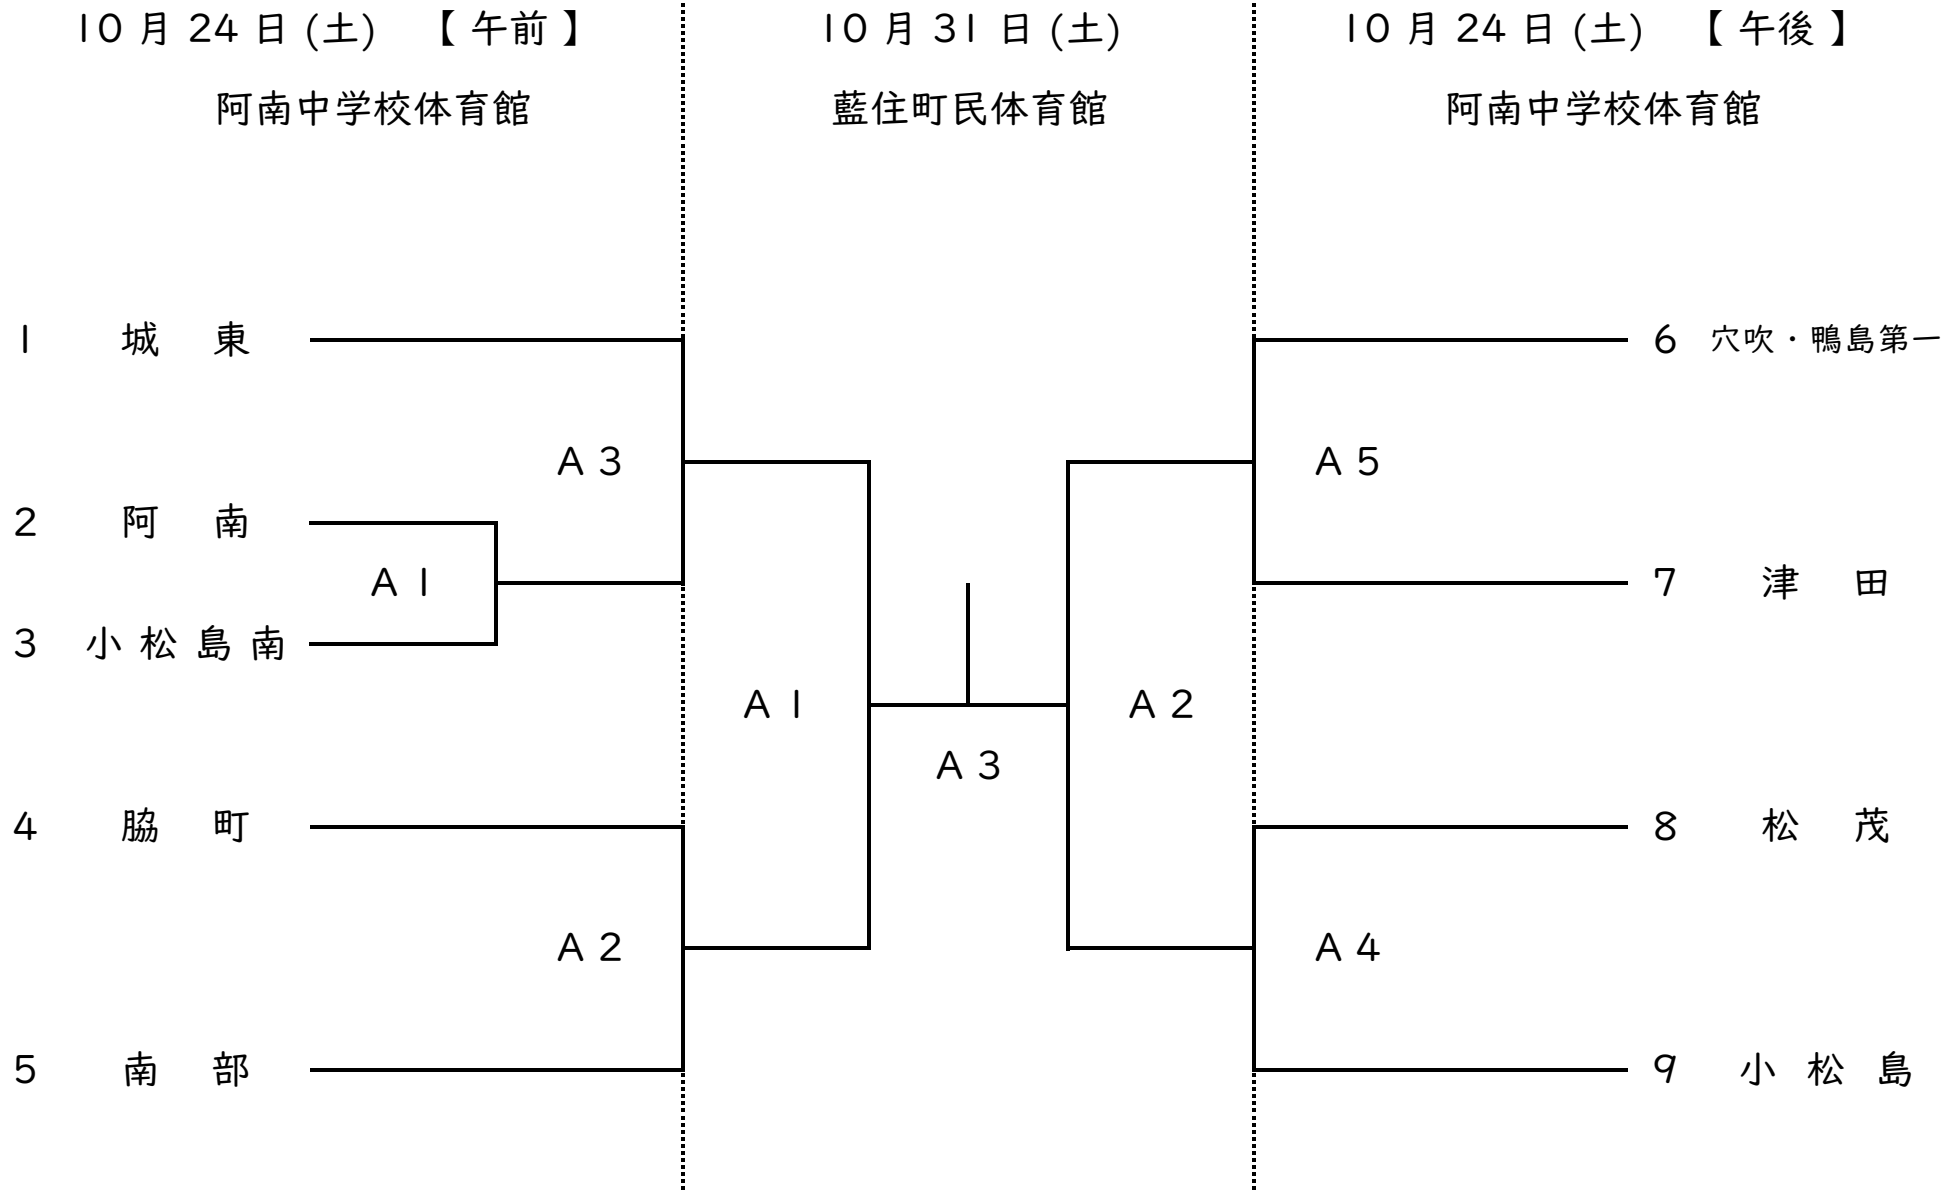 10月24日(土) 【午前】
阿南中学校体育館
10月31日(土)
藍住町民体育館
10月24日(土) 【午後】
阿南中学校体育館
1 城東
A3
2 阿南
A1
3 小松島南
4 脇町
A2
5 南部
A1
A3
A2
6 穴吹・鴨島第一
A5
7 津田
8 松茂
A4
9 小松島